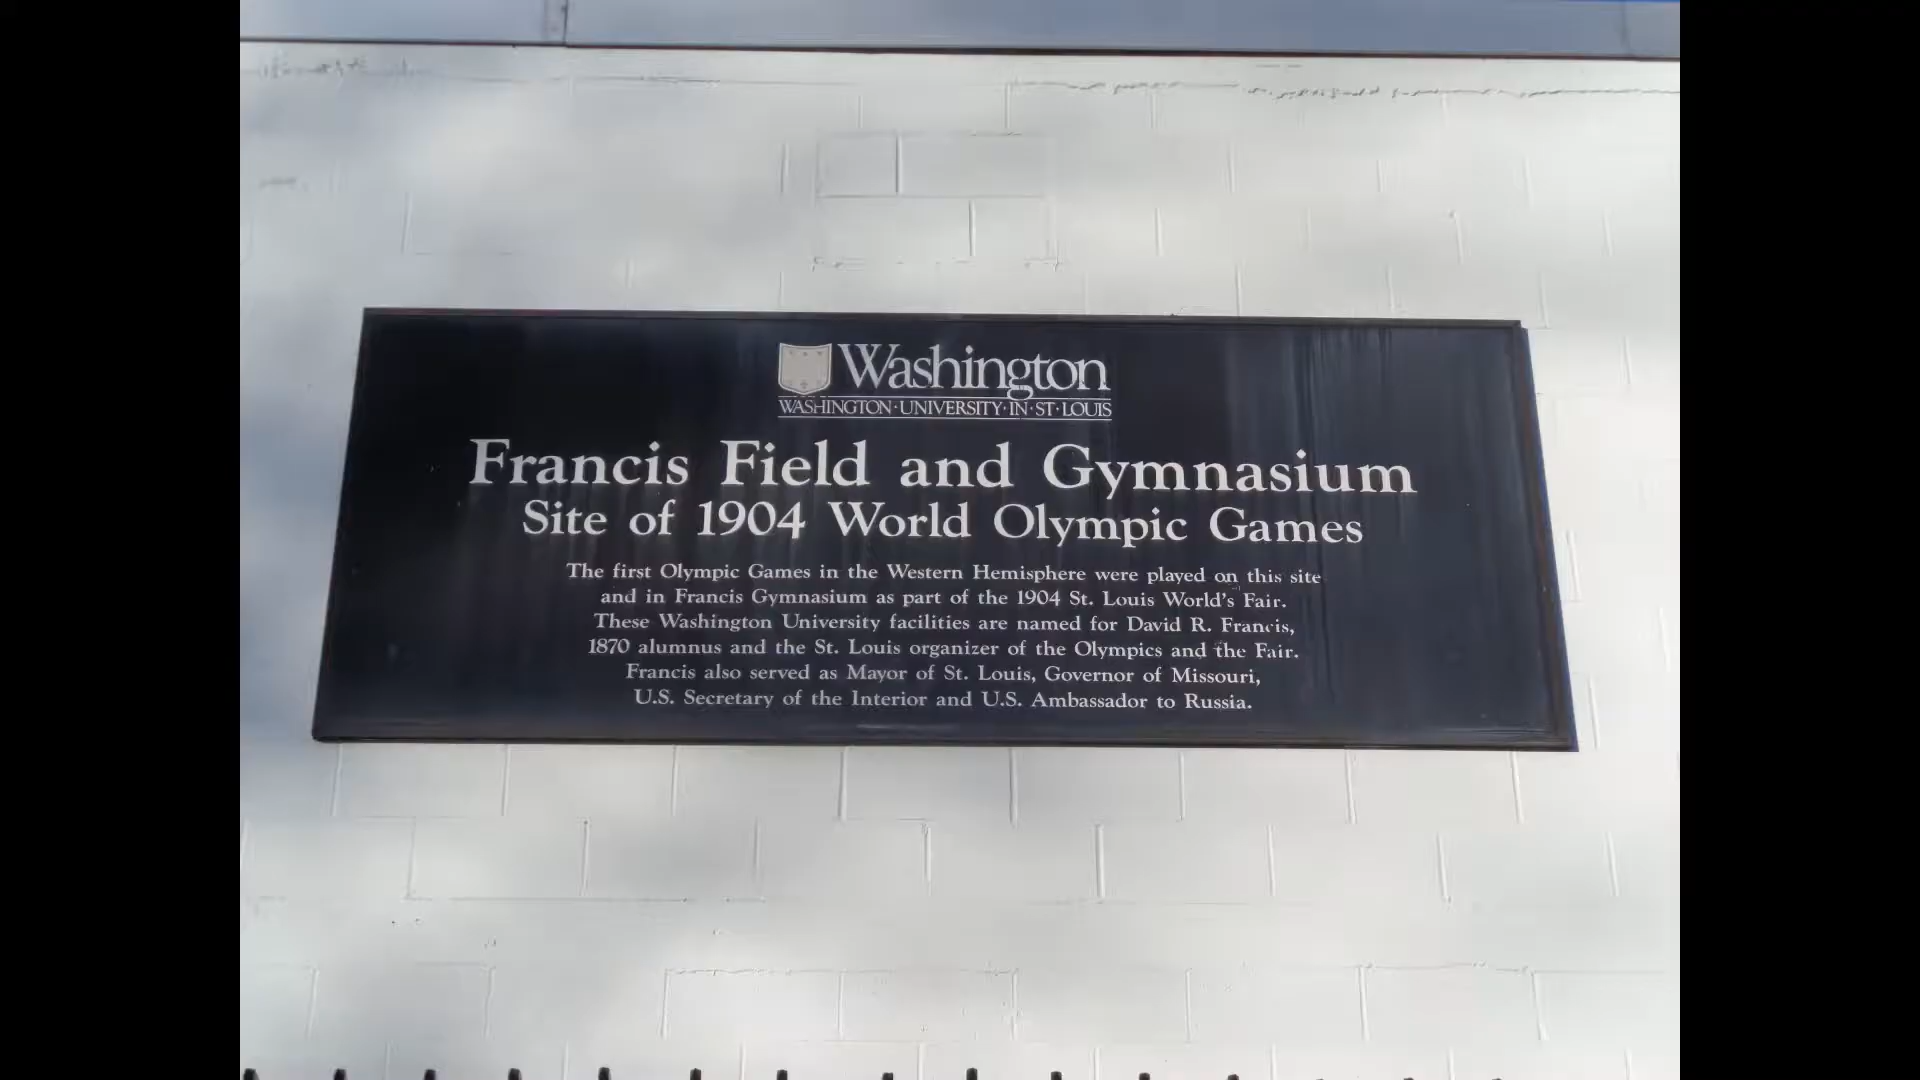 Washington
WASHINGTON·UNIVERSITY·IN·ST·LOUIS
Francis Field and Gymnasium
Site of 1904 World Olympic Games
The first Olympic Games in the Western Hemisphere were played on this site
and in Francis Gymnasium as part of the 1904 St. Louis World's Fair.
These Washington University facilities are named for David R. Francis,
1870 alumnus and the St. Louis organizer of the Olympics and the Fair.
Francis also served as Mayor of St. Louis, Governor of Missouri,
U.S. Secretary of the Interior and U.S. Ambassador to Russia.